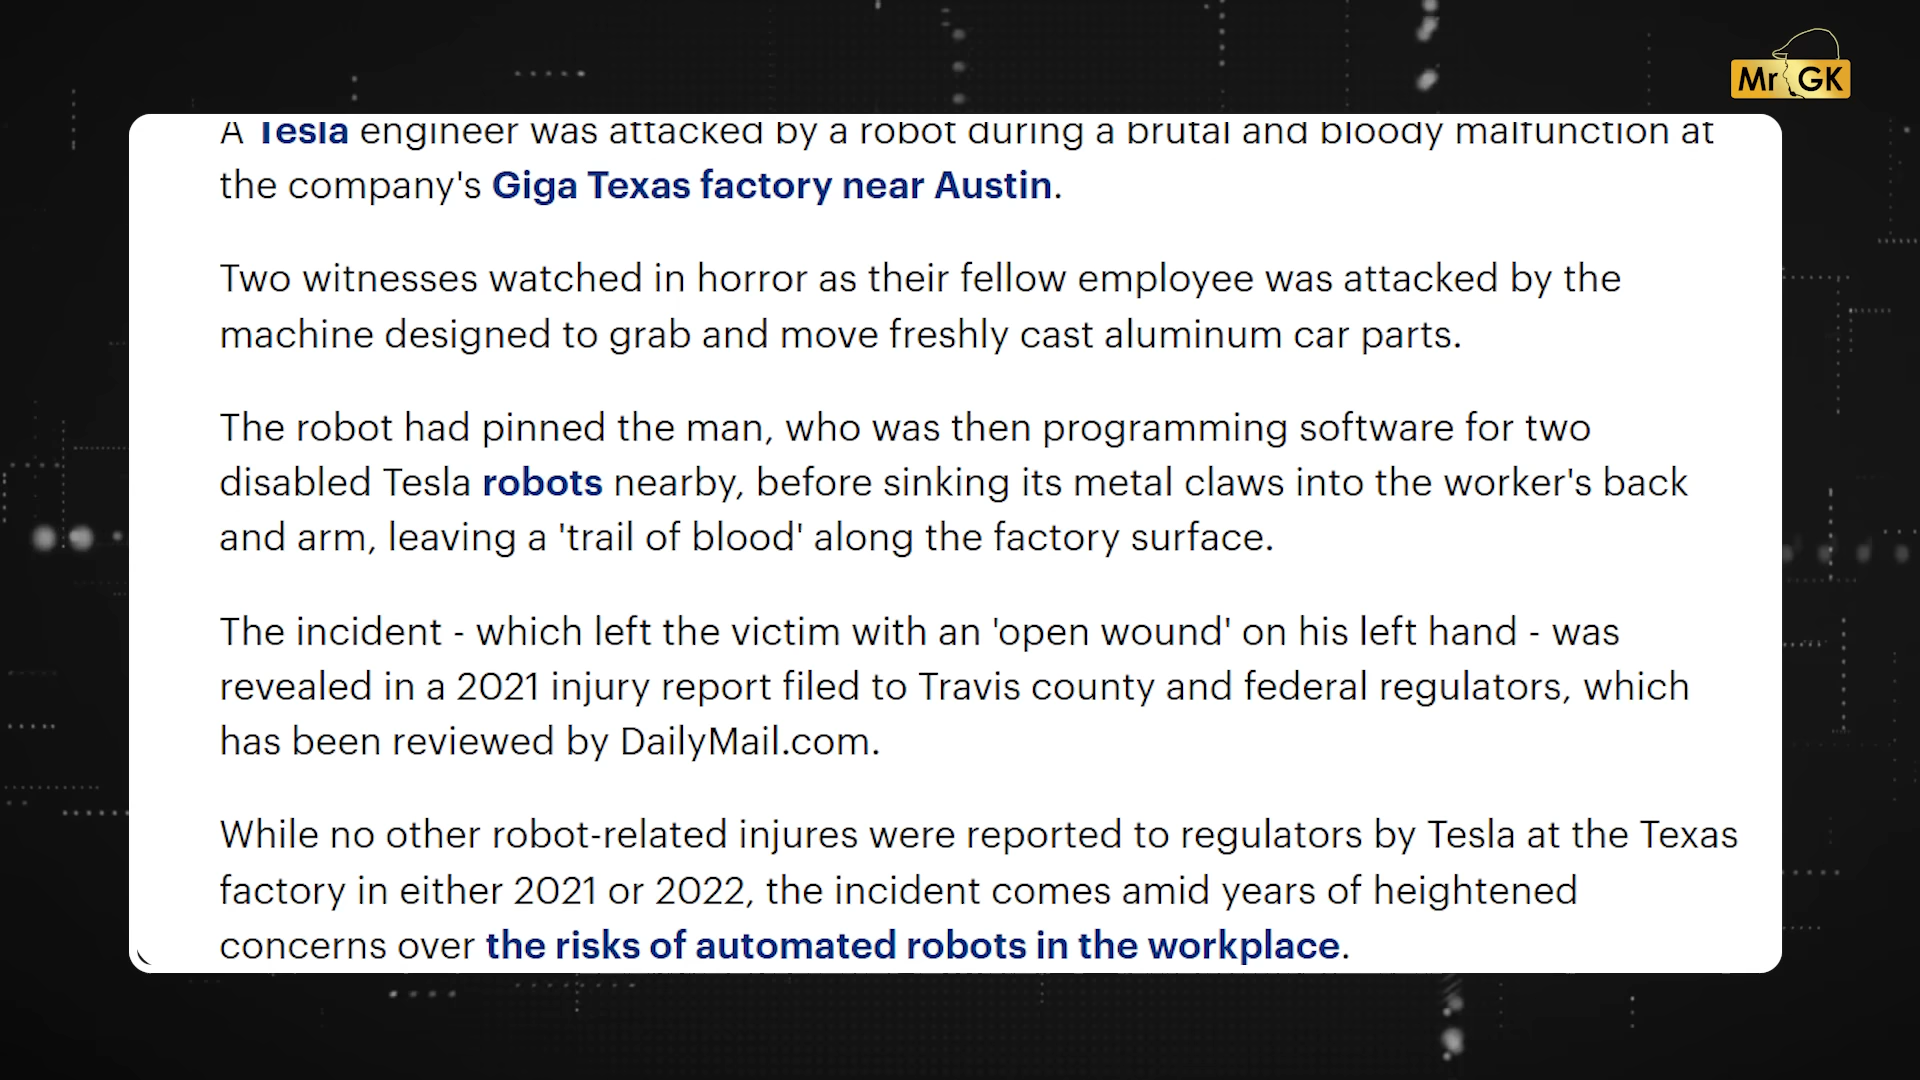 Mr GK
A Tesla engineer was attacked by a robot during a brutal and bloody malfunction at
the company's Giga Texas factory near Austin.
Two witnesses watched in horror as their fellow employee was attacked by the
machine designed to grab and move freshly cast aluminum car parts.
The robot had pinned the man, who was then programming software for two
disabled Tesla robots nearby, before sinking its metal claws into the worker's back
and arm, leaving a 'trail of blood' along the factory surface.
The incident - which left the victim with an 'open wound' on his left hand - was
revealed in a 2021 injury report filed to Travis county and federal regulators, which
has been reviewed by DailyMail.com.
While no other robot-related injures were reported to regulators by Tesla at the Texas
factory in either 2021 or 2022, the incident comes amid years of heightened
concerns over the risks of automated robots in the workplace.